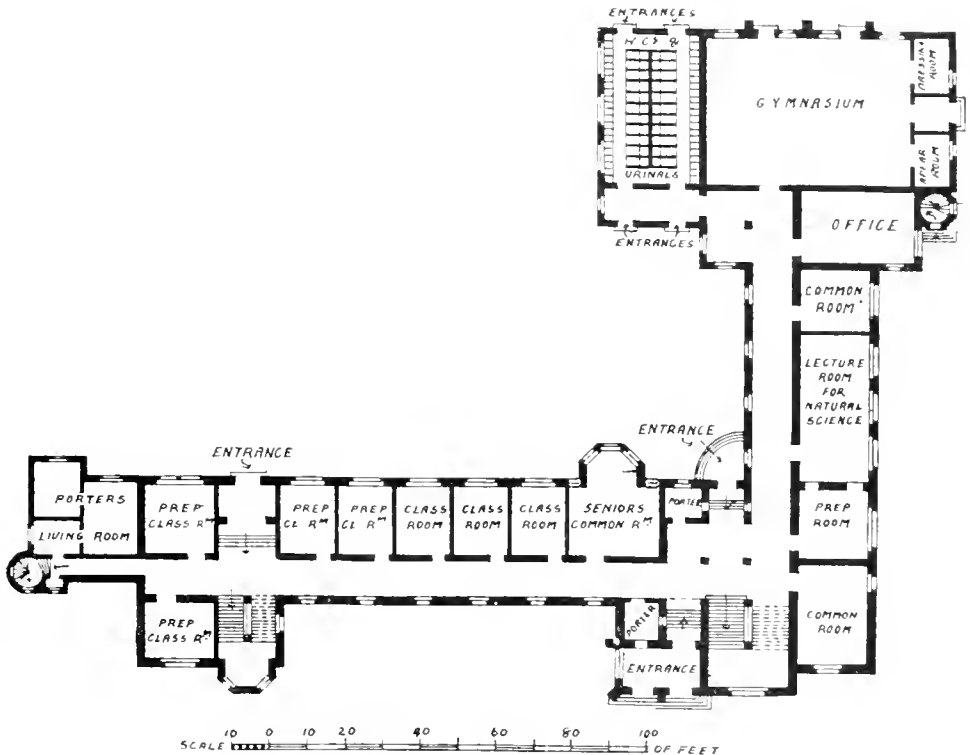 ENTRANCES
W.C.s &
URINALS
ENTRANCES
GYMNASIUM
DRESSING
ROOM
ROOM
OFFICE
COMMON
ROOM
LECTURE
ROOM
FOR
NATURAL
SCIENCE
ENTRANCE
ENTRANCE
PORTERS
LIVING ROOM
PREP
CLASS RM
PREP
CL RM
PREP
CL RM
CLASS
ROOM
CLASS
ROOM
CLASS
ROOM
SENIORS
COMMON RM
PORTER
PREP
ROOM
PREP
CLASS RM
PORTER
ENTRANCE
COMMON
ROOM
10 0 10 20 40 60 80 100
SCALE OF FEET